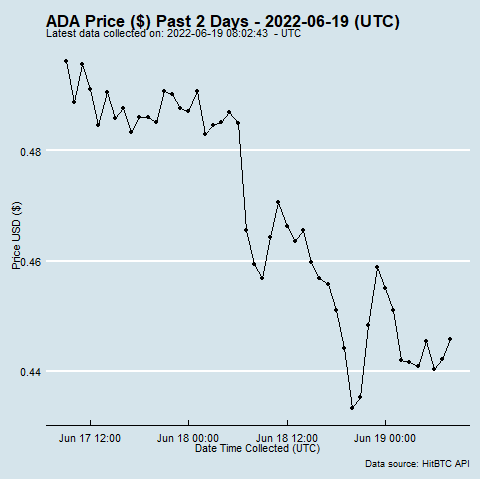 ADA Price ($) Past 2 Days - 2022-06-19 (UTC)
Latest data collected on: 2022-06-19 08:02:43  - UTC
0.48
0.46
0.44
Price USD ($)
Jun 17 12:00 Jun 18 00:00 Jun 18 12:00 Jun 19 00:00
Date Time Collected (UTC)
Data source: HitBTC API